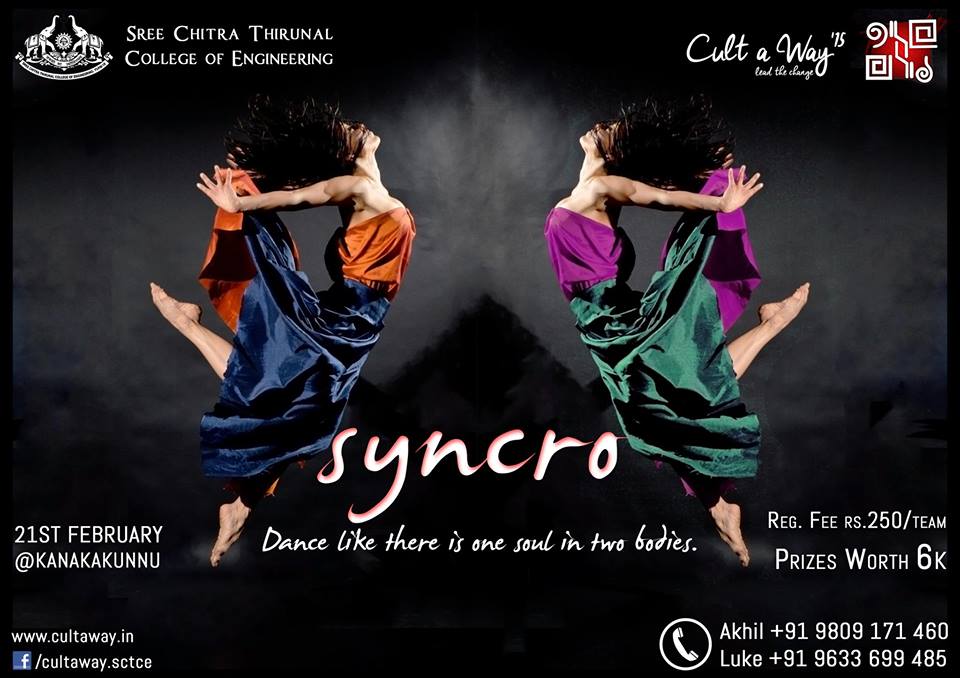 Sree Chitra Thirunal
College of Engineering
Cult a Way '15
lead the change
syncro
Dance like there is one soul in two bodies.
21ST FEBRUARY
@KANAKAKUNNU
Reg. Fee rs.250/team
Prizes Worth 6k
www.cultaway.in
f /cultaway.sctce
Akhil +91 9809 171 460
Luke +91 9633 699 485